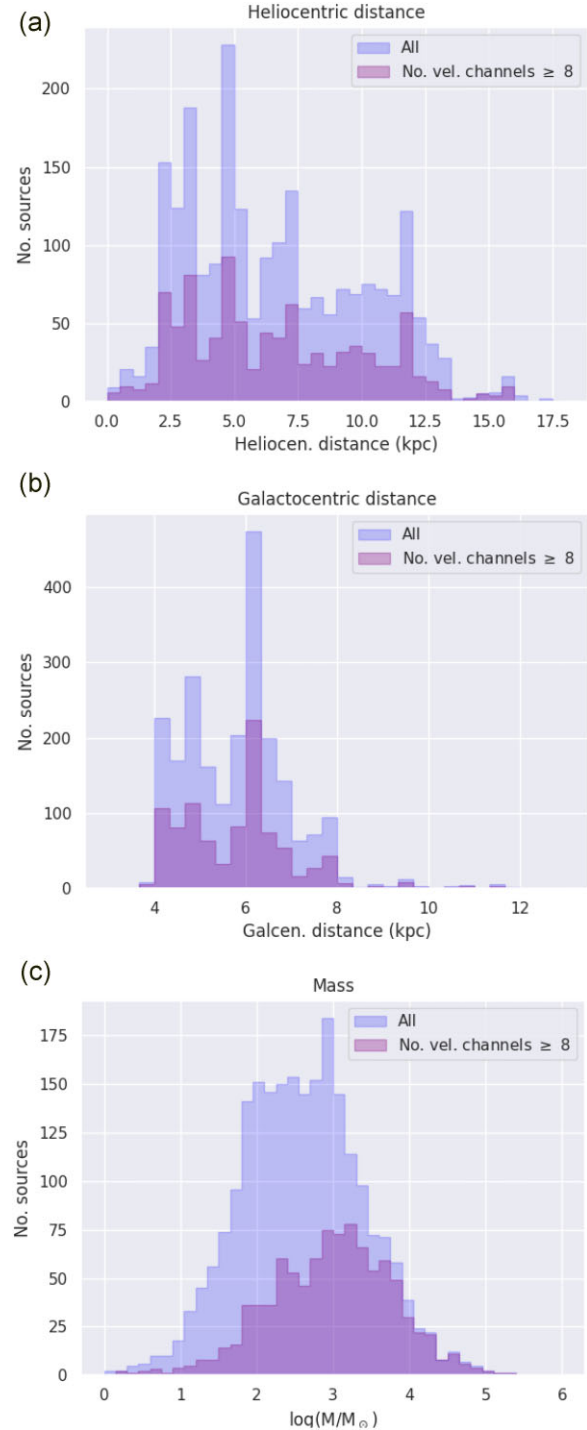 (a)
Heliocentric distance
All
No. vel. channels ≥ 8
No. sources
200
150
100
50
0
0.0 2.5 5.0 7.5 10.0 12.5 15.0 17.5
Heliocen. distance (kpc)
(b)
Galactocentric distance
All
No. vel. channels ≥ 8
No. sources
400
300
200
100
0
4 6 8 10 12
Galcen. distance (kpc)
(c)
Mass
All
No. vel. channels ≥ 8
No. sources
175
150
125
100
75
50
25
0
0 1 2 3 4 5 6
log(M/M⊙)